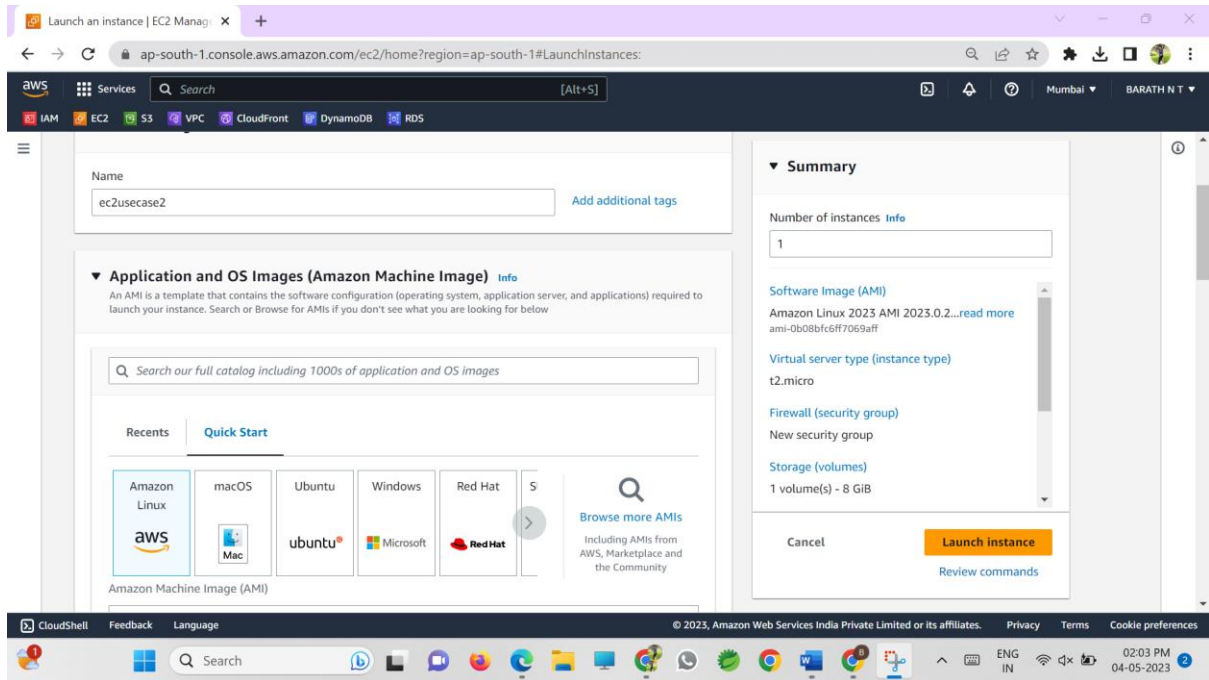 Launch an instance | EC2 Manag
ap-south-1.console.aws.amazon.com/ec2/home?region=ap-south-1#LaunchInstances:
aws Services Search [Alt+S] Mumbai BARATH N T
IAM EC2 S3 VPC CloudFront DynamoDB RDS
Name
ec2usecase2
Add additional tags
Application and OS Images (Amazon Machine Image) Info
An AMI is a template that contains the software configuration (operating system, application server, and applications) required to
launch your instance. Search or Browse for AMIs if you don't see what you are looking for below
Search our full catalog including 1000s of application and OS images
Recents Quick Start
Amazon
Linux
aws
macOS
Mac
Ubuntu
ubuntu
Windows
Microsoft
Red Hat
Red Hat
S
Browse more AMIs
Including AMIs from
AWS, Marketplace and
the Community
Amazon Machine Image (AMI)
Summary
Number of instances Info
1
Software Image (AMI)
Amazon Linux 2023 AMI 2023.0.2...read more
ami-0b08bfc6ff7069aff
Virtual server type (instance type)
t2.micro
Firewall (security group)
New security group
Storage (volumes)
1 volume(s) - 8 GiB
Cancel Launch instance
Review commands
CloudShell Feedback Language © 2023, Amazon Web Services India Private Limited or its affiliates. Privacy Terms Cookie preferences
Search
ENG
IN
02:03 PM
04-05-2023
2